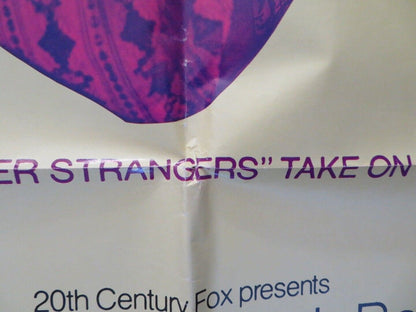 ER STRANGERS” TAKE ON
20th Century Fox presents